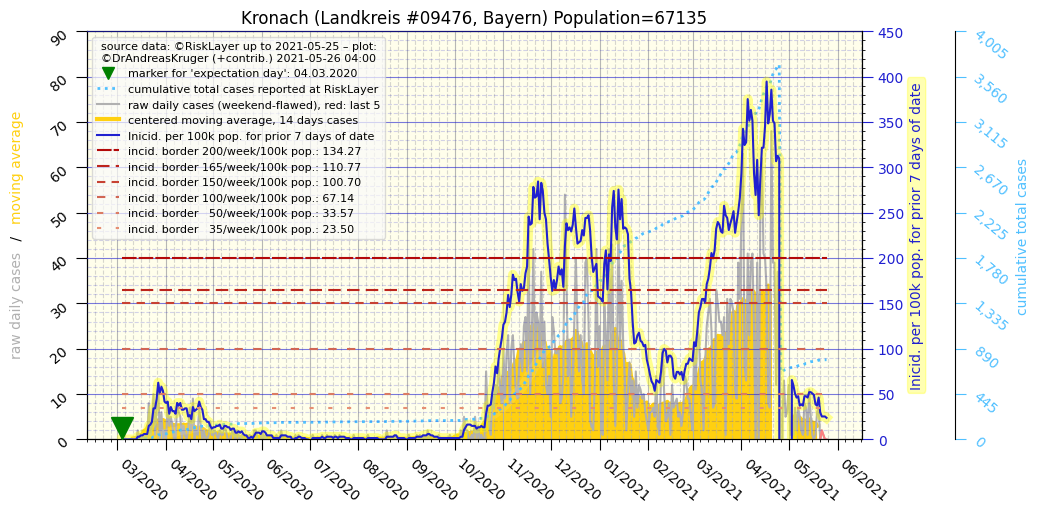 Kronach (Landkreis #09476, Bayern) Population=67135
source data: ©RiskLayer up to 2021-05-25 – plot:
©DrAndreasKruger (+contrib.) 2021-05-26 04:00
marker for 'expectation day': 04.03.2020
cumulative total cases reported at RiskLayer
raw daily cases (weekend-flawed), red: last 5
centered moving average, 14 days cases
Inicid. per 100k pop. for prior 7 days of date
incid. border 200/week/100k pop.: 134.27
incid. border 165/week/100k pop.: 110.77
incid. border 150/week/100k pop.: 100.70
incid. border 100/week/100k pop.: 67.14
incid. border 50/week/100k pop.: 33.57
incid. border 35/week/100k pop.: 23.50
raw daily cases / moving average
90
80
70
60
50
40
30
20
10
0
03/2020
04/2020
05/2020
06/2020
07/2020
08/2020
09/2020
10/2020
11/2020
12/2020
01/2021
02/2021
03/2021
04/2021
05/2021
06/2021
450
400
350
300
250
200
150
100
50
0
Inicid. per 100k pop. for prior 7 days of date
4,005
3,560
3,115
2,670
2,225
1,780
1,335
890
445
0
cumulative total cases